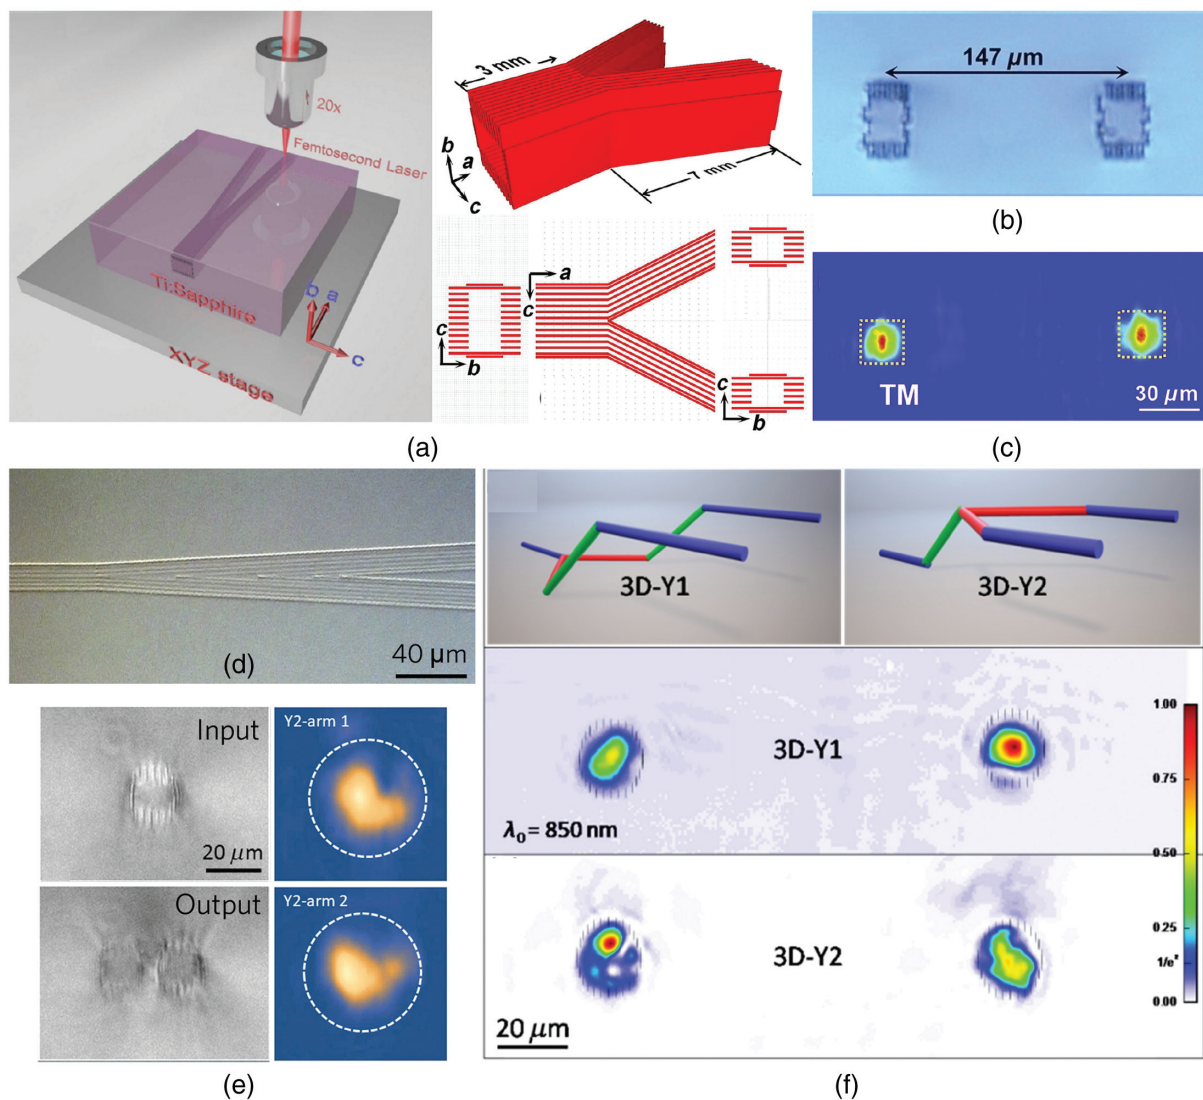 20x
Femtosecond Laser
Ti:Sapphire
XYZ stage
b
a
c
3 mm
7 mm
b
a
c
a
c
c
b
c
b
(a)
147 µm
(b)
TM
30 µm
(c)
40 µm
(d)
Input
20 µm
Output
Y2-arm 1
Y2-arm 2
(e)
3D-Y1
3D-Y2
3D-Y1
λ₀ = 850 nm
3D-Y2
20 µm
1.00
0.75
0.50
0.25
1/e²
0.00
(f)